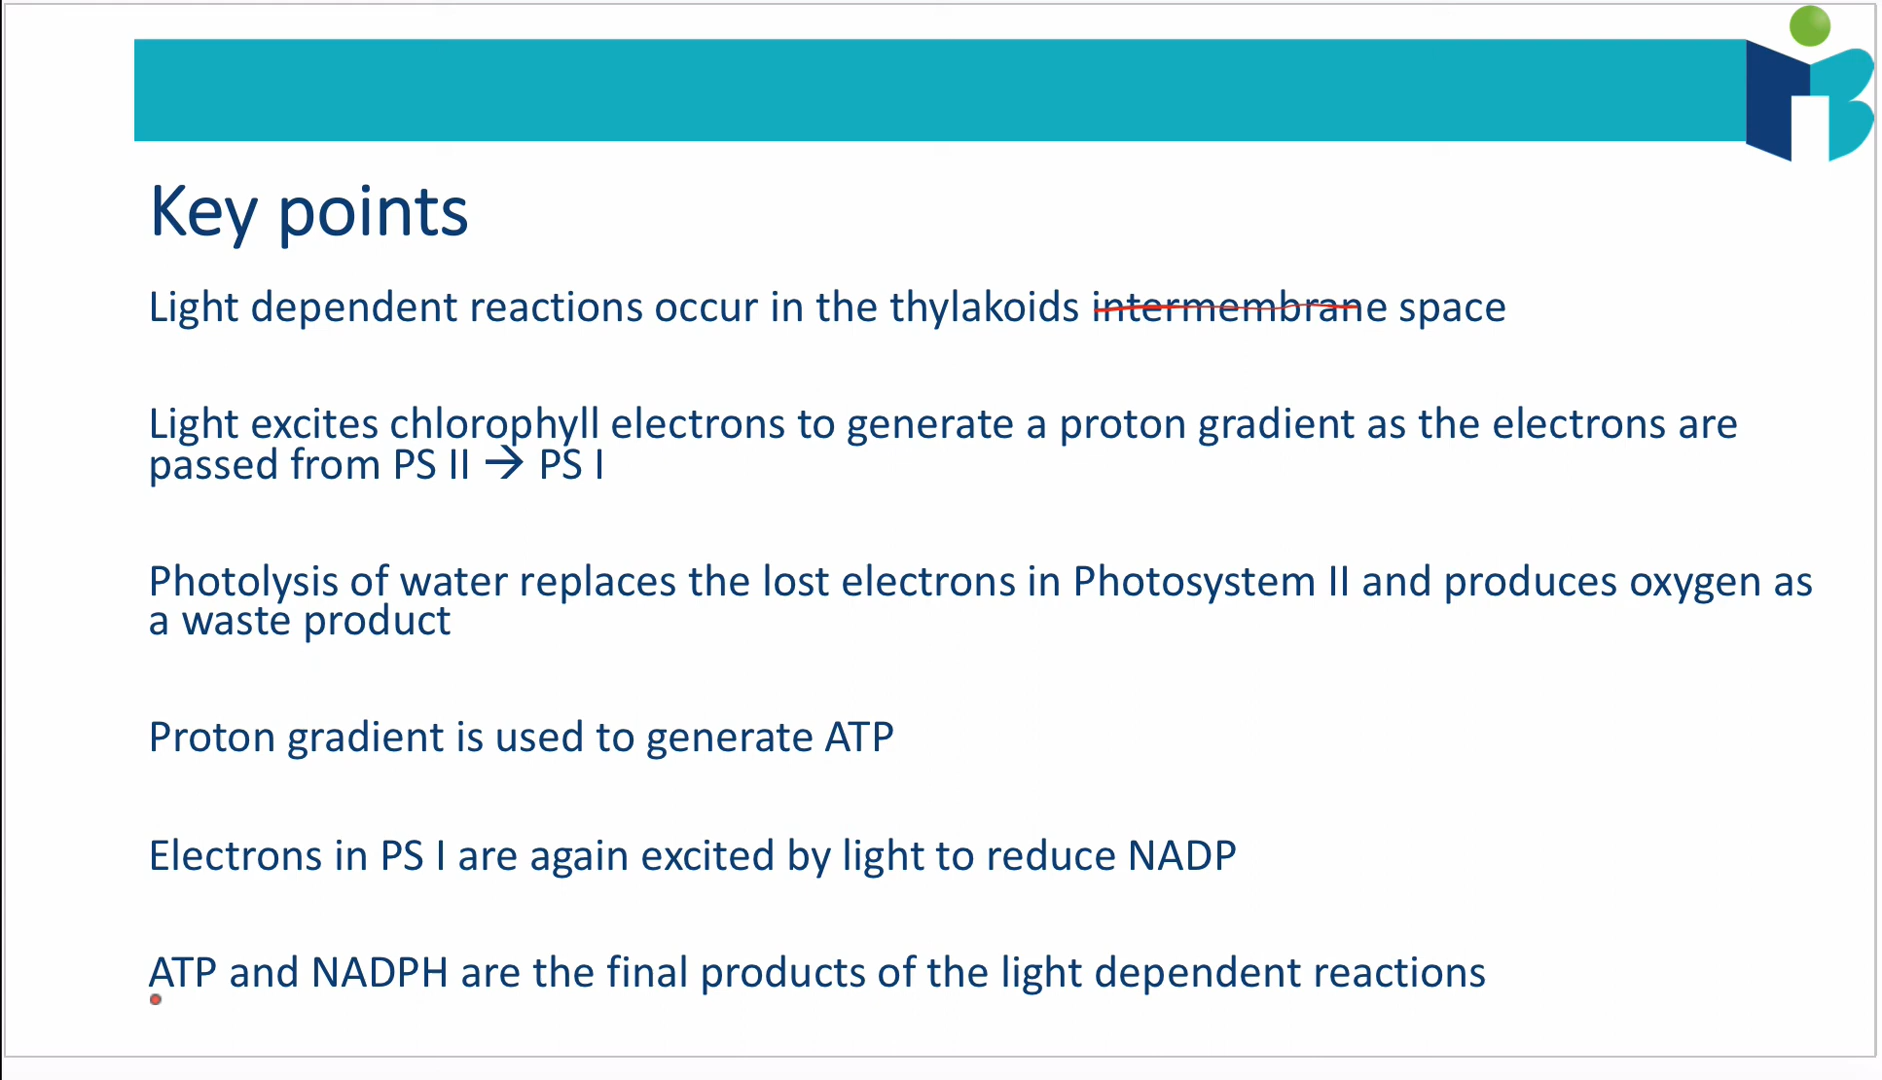 Key points
Light dependent reactions occur in the thylakoids intermembrane space
Light excites chlorophyll electrons to generate a proton gradient as the electrons are
passed from PS II → PS I
Photolysis of water replaces the lost electrons in Photosystem II and produces oxygen as
a waste product
Proton gradient is used to generate ATP
Electrons in PS I are again excited by light to reduce NADP
ATP and NADPH are the final products of the light dependent reactions